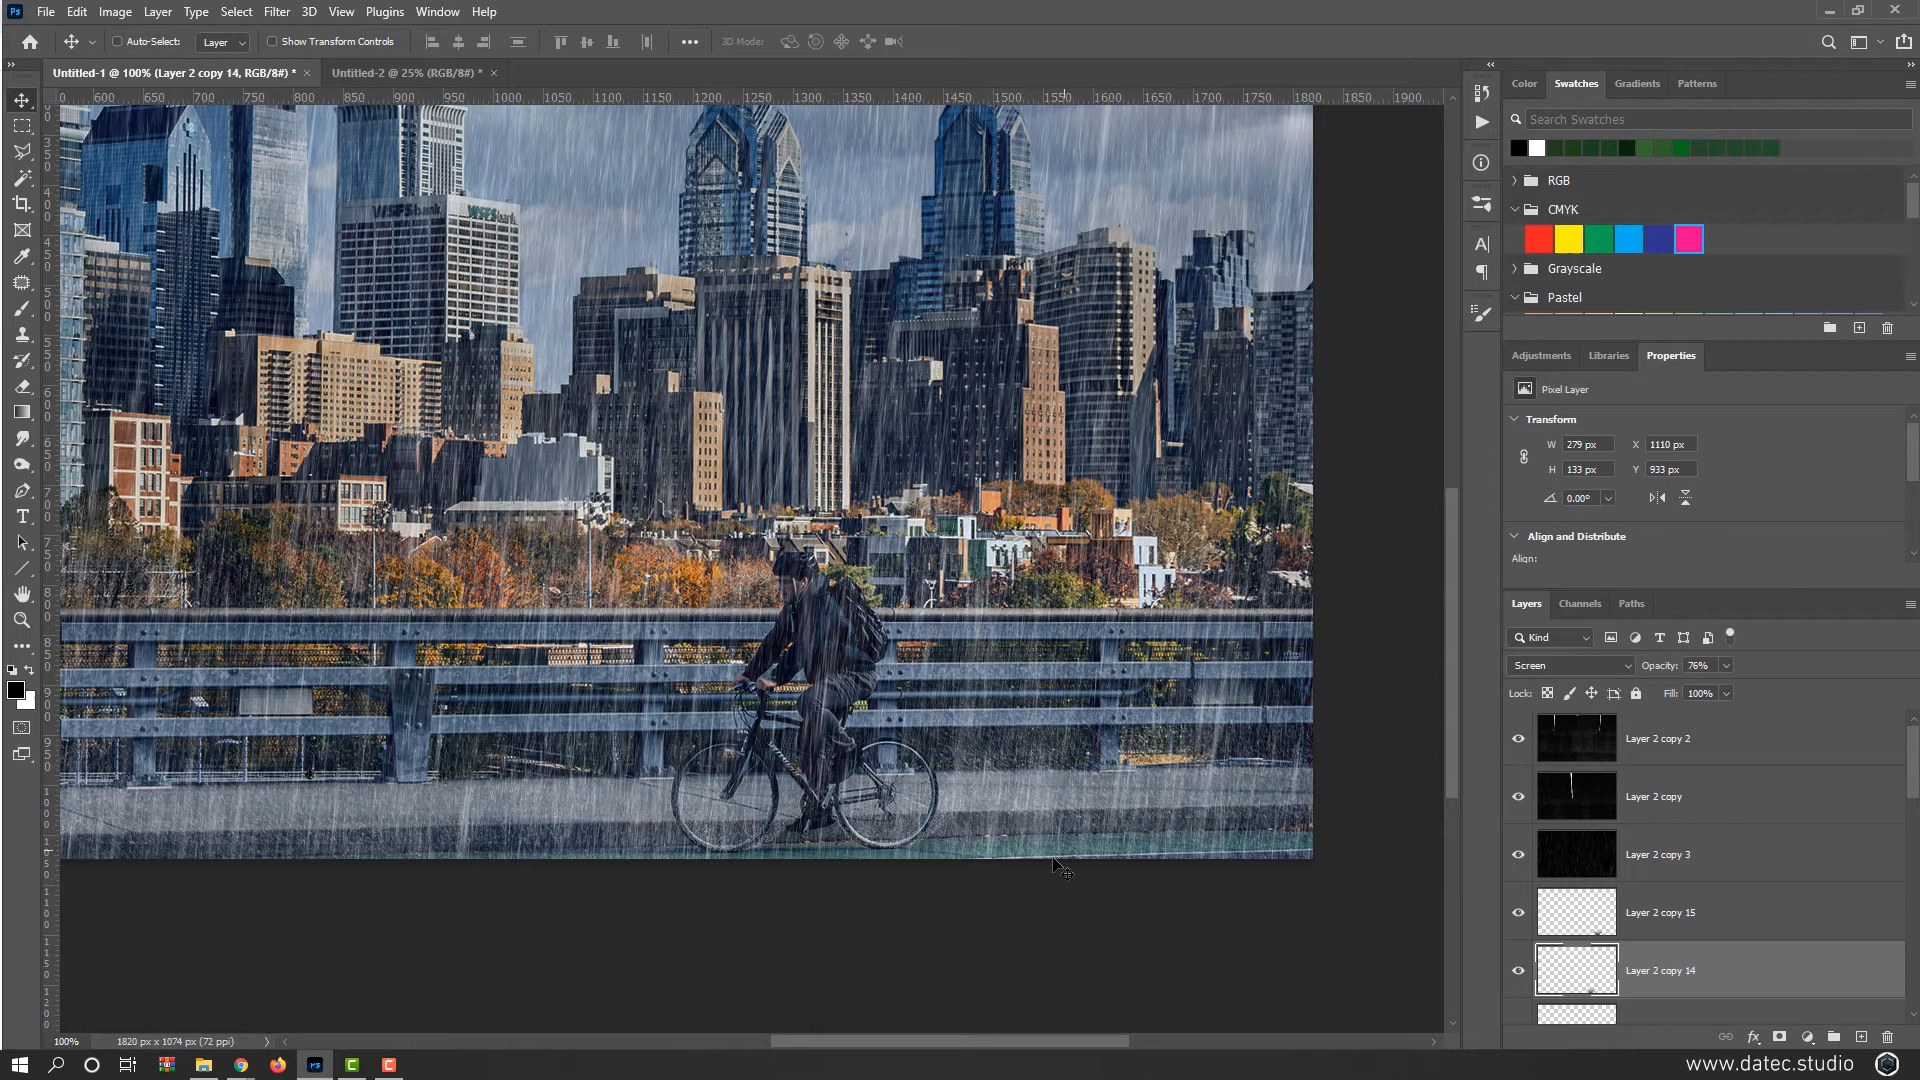 Ps File Edit Image Layer Type Select Filter 3D View Plugins Window Help
Auto-Select: Layer Show Transform Controls 3D Mode:
Untitled-1 @ 100% (Layer 2 copy 14, RGB/8#) * × Untitled-2 @ 25% (RGB/8#) * ×
600 650 700 750 800 850 900 950 1000 1050 1100 1150 1200 1250 1300 1350 1400 1450 1500 1550 1600 1650 1700 1750 1800 1850 1900
WSFS bank WSFS
Color Swatches Gradients Patterns
Search Swatches
RGB
CMYK
Grayscale
Pastel
Adjustments Libraries Properties
Pixel Layer
Transform
W 279 px X 1110 px
H 133 px Y 933 px
0.00°
Align and Distribute
Align:
Layers Channels Paths
Kind
Screen Opacity: 76%
Lock: Fill: 100%
Layer 2 copy 2
Layer 2 copy
Layer 2 copy 3
Layer 2 copy 15
Layer 2 copy 14
100% 1820 px x 1074 px (72 ppi)
www.datec.studio